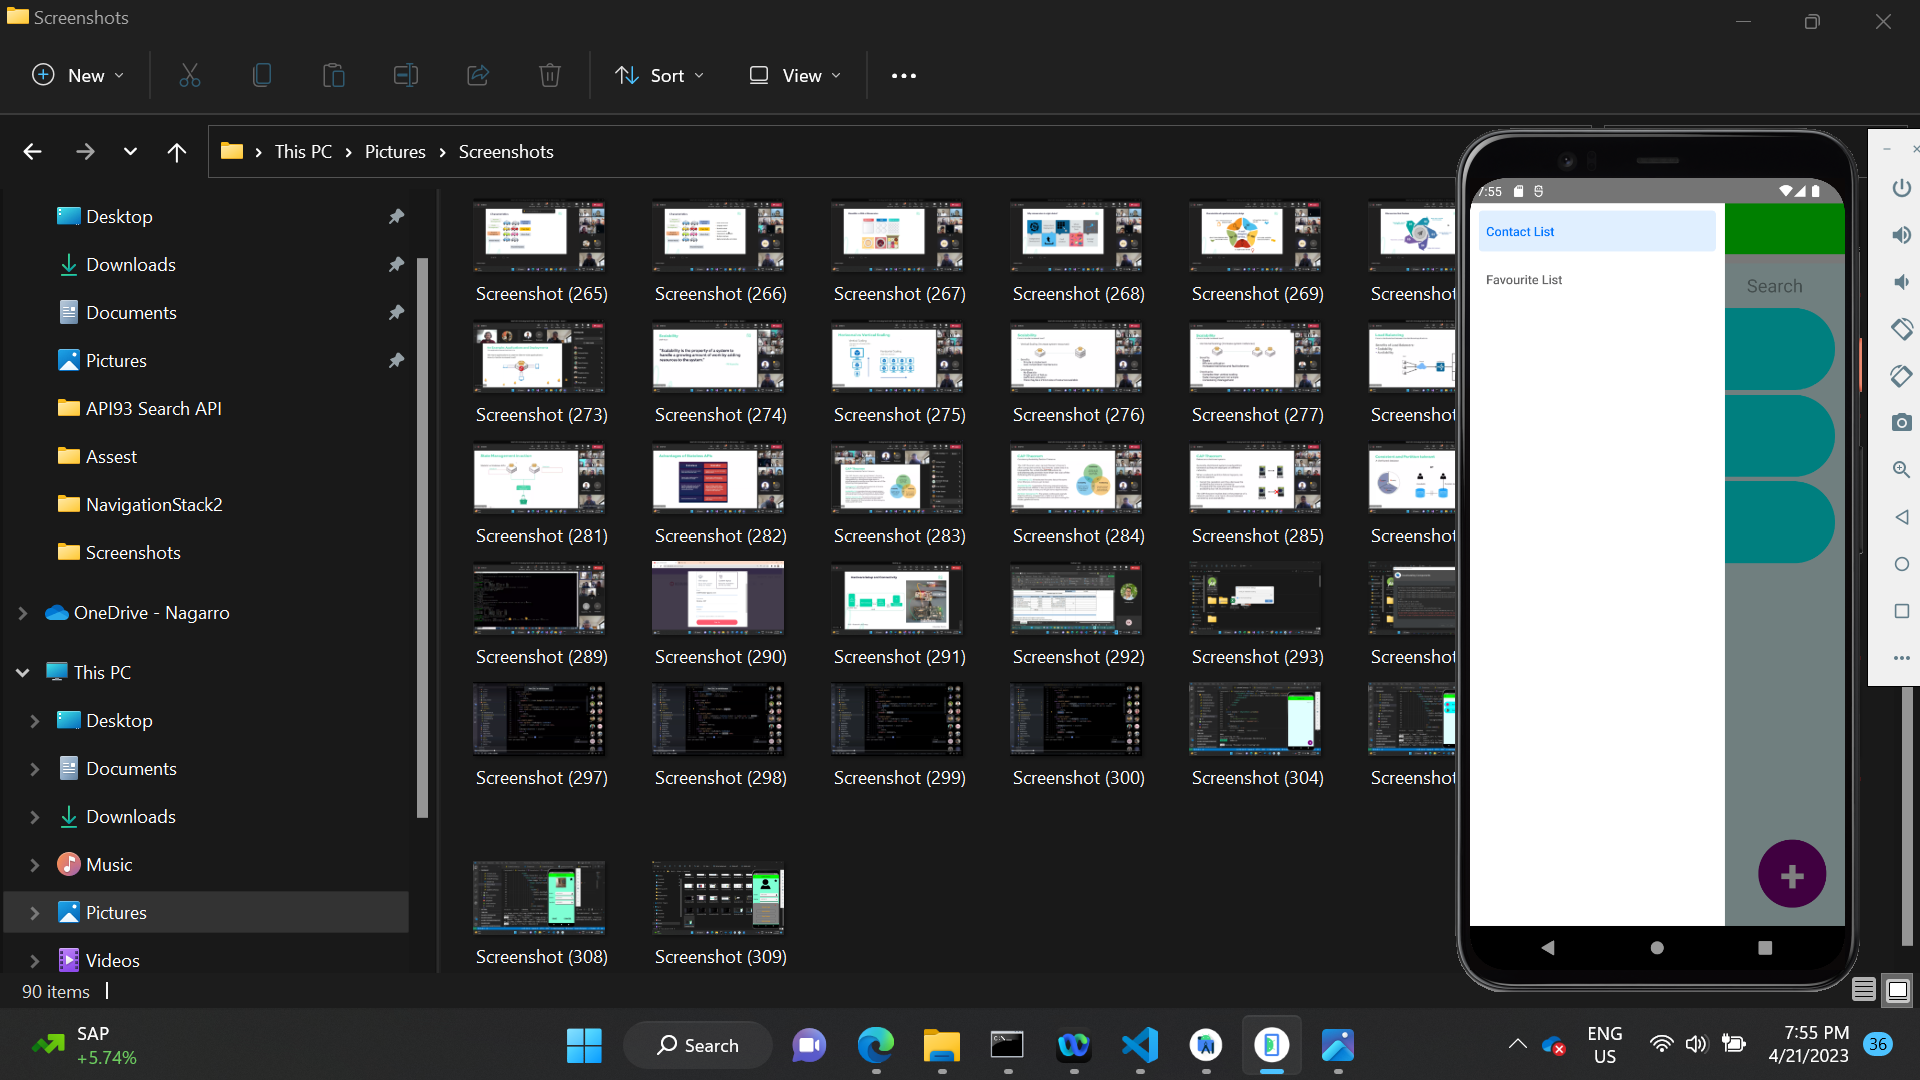 Screenshots
New
Sort
View
This PC
Pictures
Screenshots
Desktop
Downloads
Documents
Pictures
API93 Search API
Assest
NavigationStack2
Screenshots
OneDrive - Nagarro
This PC
Desktop
Documents
Downloads
Music
Pictures
Videos
Screenshot (265)
Screenshot (266)
Screenshot (267)
Screenshot (268)
Screenshot (269)
Screenshot
Screenshot (273)
Screenshot (274)
Screenshot (275)
Screenshot (276)
Screenshot (277)
Screenshot
Screenshot (281)
Screenshot (282)
Screenshot (283)
Screenshot (284)
Screenshot (285)
Screenshot
Screenshot (289)
Screenshot (290)
Screenshot (291)
Screenshot (292)
Screenshot (293)
Screenshot
Screenshot (297)
Screenshot (298)
Screenshot (299)
Screenshot (300)
Screenshot (304)
Screenshot
Screenshot (308)
Screenshot (309)
7:55
Contact List
Favourite List
Search
90 items
SAP
+5.74%
Search
ENG
US
7:55 PM
4/21/2023
36